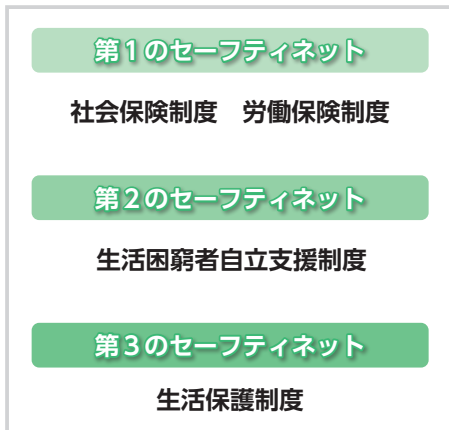 第1のセーフティネット
社会保険制度　労働保険制度
第2のセーフティネット
生活困窮者自立支援制度
第3のセーフティネット
生活保護制度